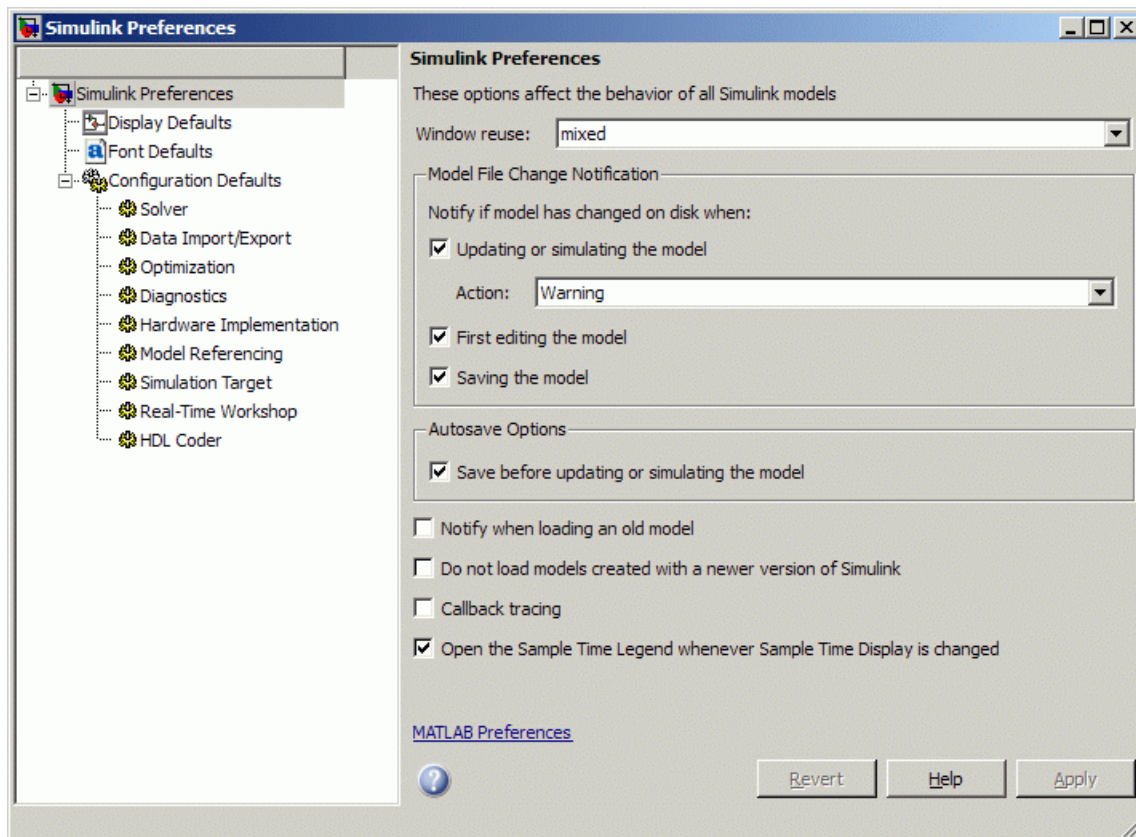 Simulink Preferences
Simulink Preferences
Display Defaults
Font Defaults
Configuration Defaults
Solver
Data Import/Export
Optimization
Diagnostics
Hardware Implementation
Model Referencing
Simulation Target
Real-Time Workshop
HDL Coder
Simulink Preferences
These options affect the behavior of all Simulink models
Window reuse: mixed
Model File Change Notification
Notify if model has changed on disk when:
Updating or simulating the model
Action: Warning
First editing the model
Saving the model
Autosave Options
Save before updating or simulating the model
Notify when loading an old model
Do not load models created with a newer version of Simulink
Callback tracing
Open the Sample Time Legend whenever Sample Time Display is changed
MATLAB Preferences
Revert Help Apply